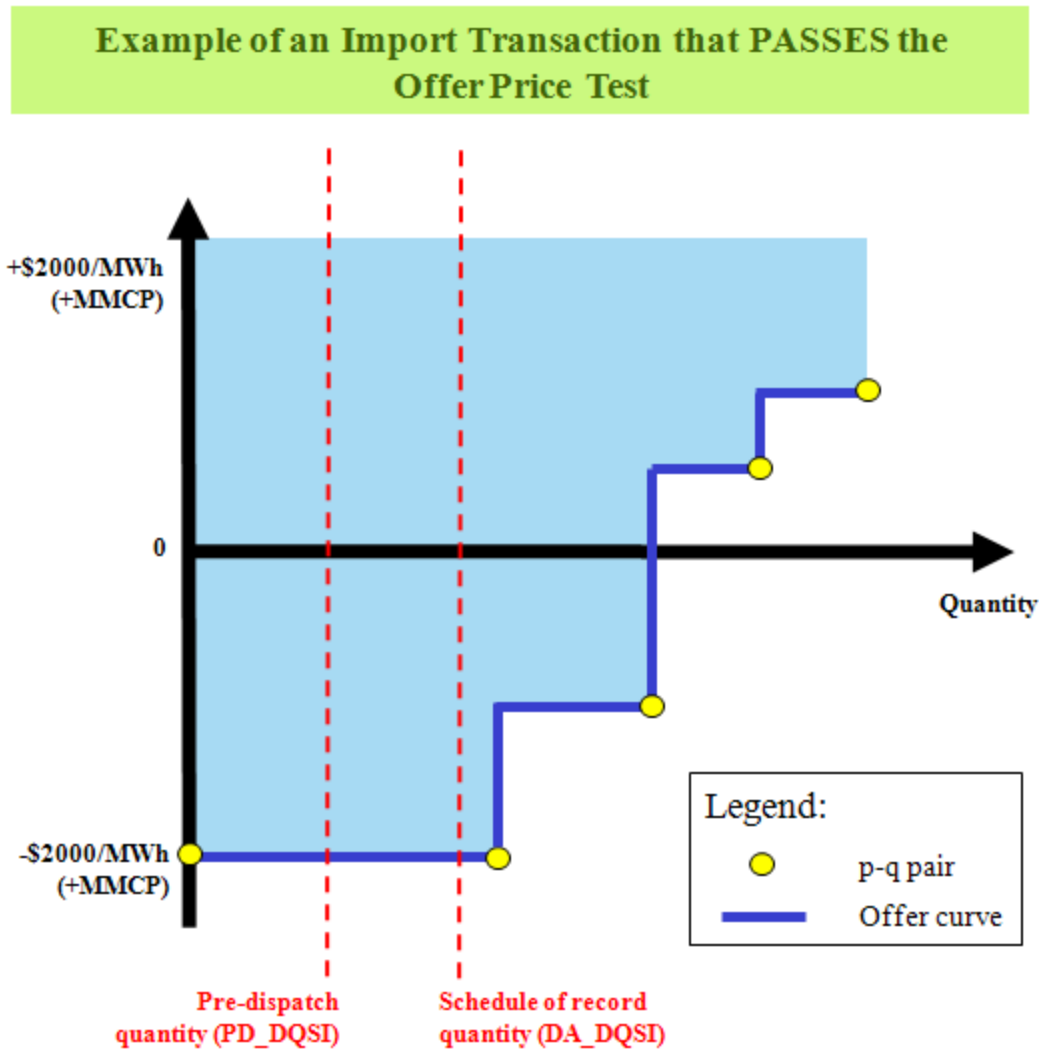 Example of an Import Transaction that PASSES the
Offer Price Test
+$2000/MWh
(+MMCP)
0
Quantity
-$2000/MWh
(+MMCP)
Legend:
p-q pair
Offer curve
Pre-dispatch
quantity (PD_DQSI)
Schedule of record
quantity (DA_DQSI)